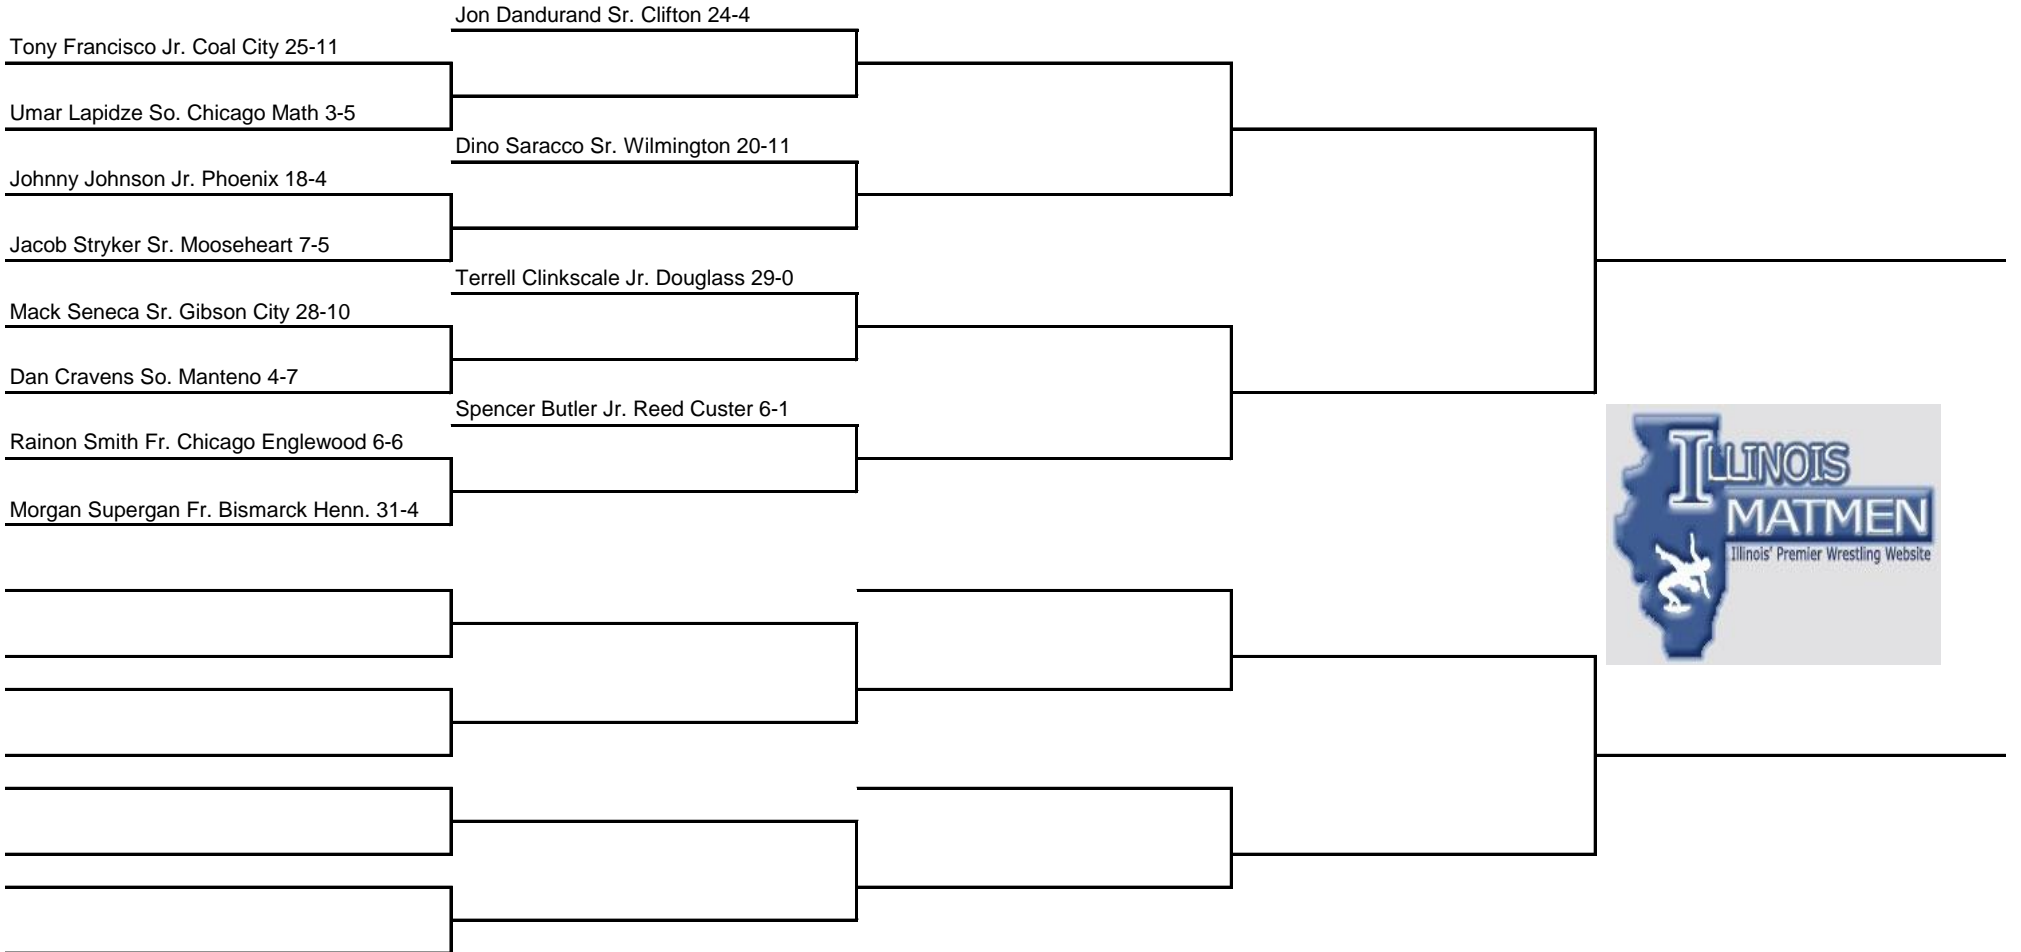 Jon Dandurand Sr. Clifton 24-4
Tony Francisco Jr. Coal City 25-11
Umar Lapidze So. Chicago Math 3-5
Dino Saracco Sr. Wilmington 20-11
Johnny Johnson Jr. Phoenix 18-4
Jacob Stryker Sr. Mooseheart 7-5
Terrell Clinkscale Jr. Douglass 29-0
Mack Seneca Sr. Gibson City 28-10
Dan Cravens So. Manteno 4-7
Spencer Butler Jr. Reed Custer 6-1
Rainon Smith Fr. Chicago Englewood 6-6
Morgan Supergan Fr. Bismarck Henn. 31-4
ILLINOIS
MATMEN
Illinois' Premier Wrestling Website